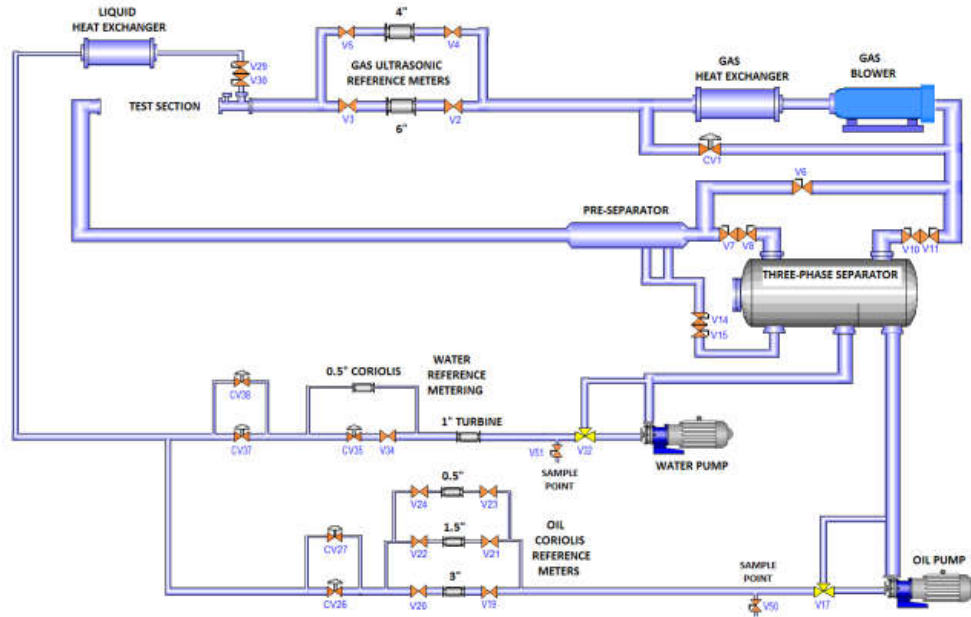 LIQUID
HEAT EXCHANGER
4"
V5
V4
V29
V30
GAS ULTRASONIC
REFERENCE METERS
GAS
HEAT EXCHANGER
GAS
BLOWER
TEST SECTION
V3
6"
V2
CV1
V6
PRE-SEPARATOR
V7
V8
V10
V11
THREE-PHASE SEPARATOR
V14
V15
0.5" CORIOLIS
WATER
REFERENCE
METERING
CV38
1" TURBINE
CV37
CV35
V34
V51
V32
SAMPLE
POINT
WATER PUMP
0.5"
V24
V23
1.5"
OIL
CORIOLIS
REFERENCE
METERS
CV27
V22
V21
3"
SAMPLE
POINT
OIL PUMP
CV26
V20
V19
V50
V17